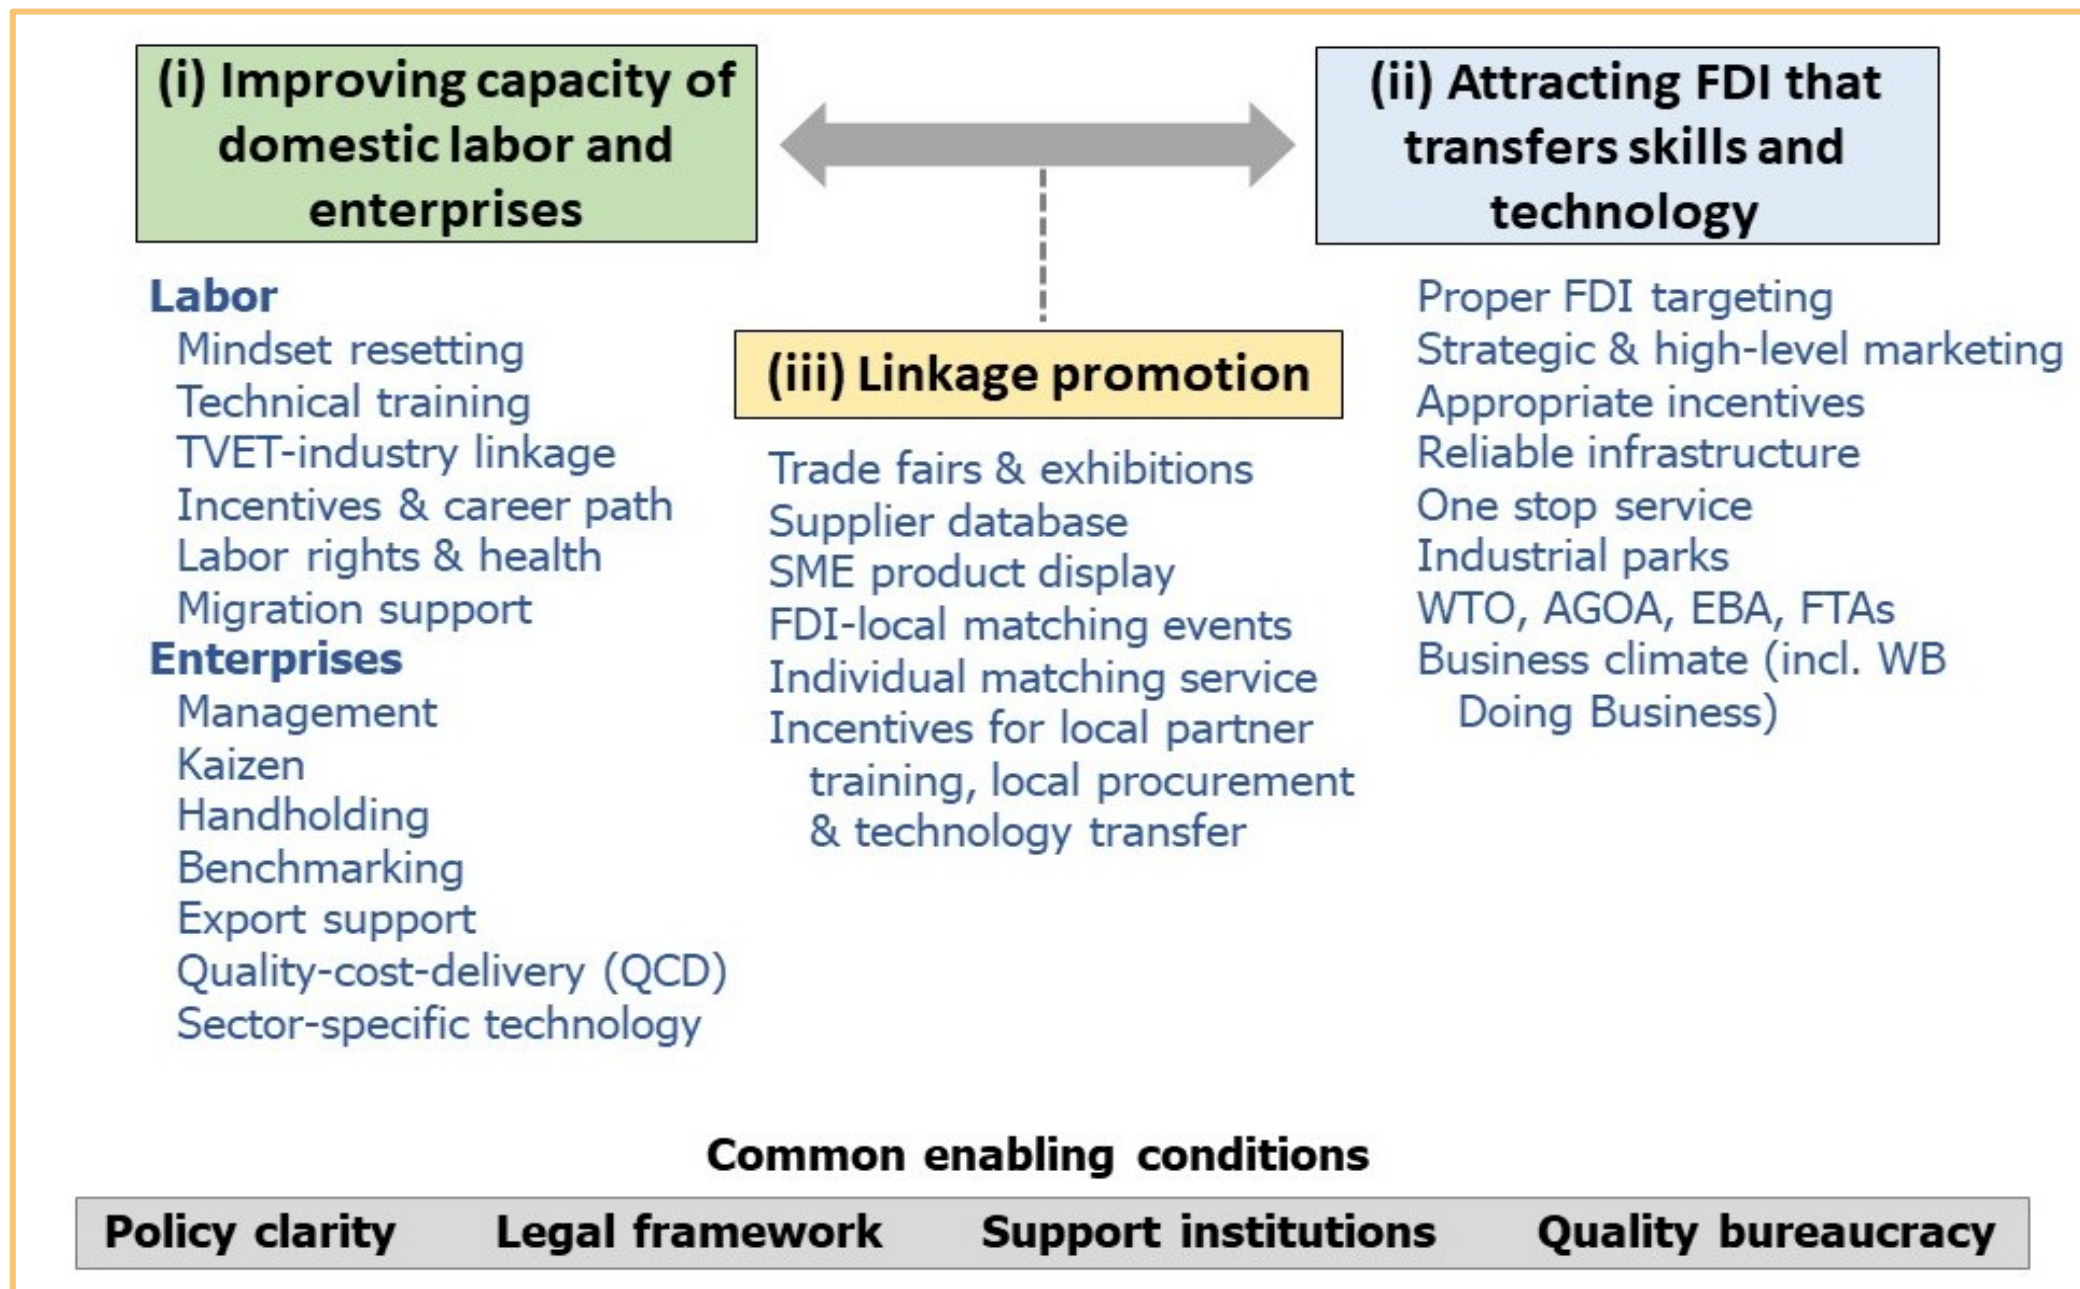 (i) Improving capacity of
domestic labor and
enterprises
(ii) Attracting FDI that
transfers skills and
technology
Labor
Mindset resetting
Technical training
TVET-industry linkage
Incentives & career path
Labor rights & health
Migration support
Enterprises
Management
Kaizen
Handholding
Benchmarking
Export support
Quality-cost-delivery (QCD)
Sector-specific technology
(iii) Linkage promotion
Trade fairs & exhibitions
Supplier database
SME product display
FDI-local matching events
Individual matching service
Incentives for local partner
training, local procurement
& technology transfer
Proper FDI targeting
Strategic & high-level marketing
Appropriate incentives
Reliable infrastructure
One stop service
Industrial parks
WTO, AGOA, EBA, FTAs
Business climate (incl. WB
Doing Business)
Common enabling conditions
Policy clarity Legal framework Support institutions Quality bureaucracy